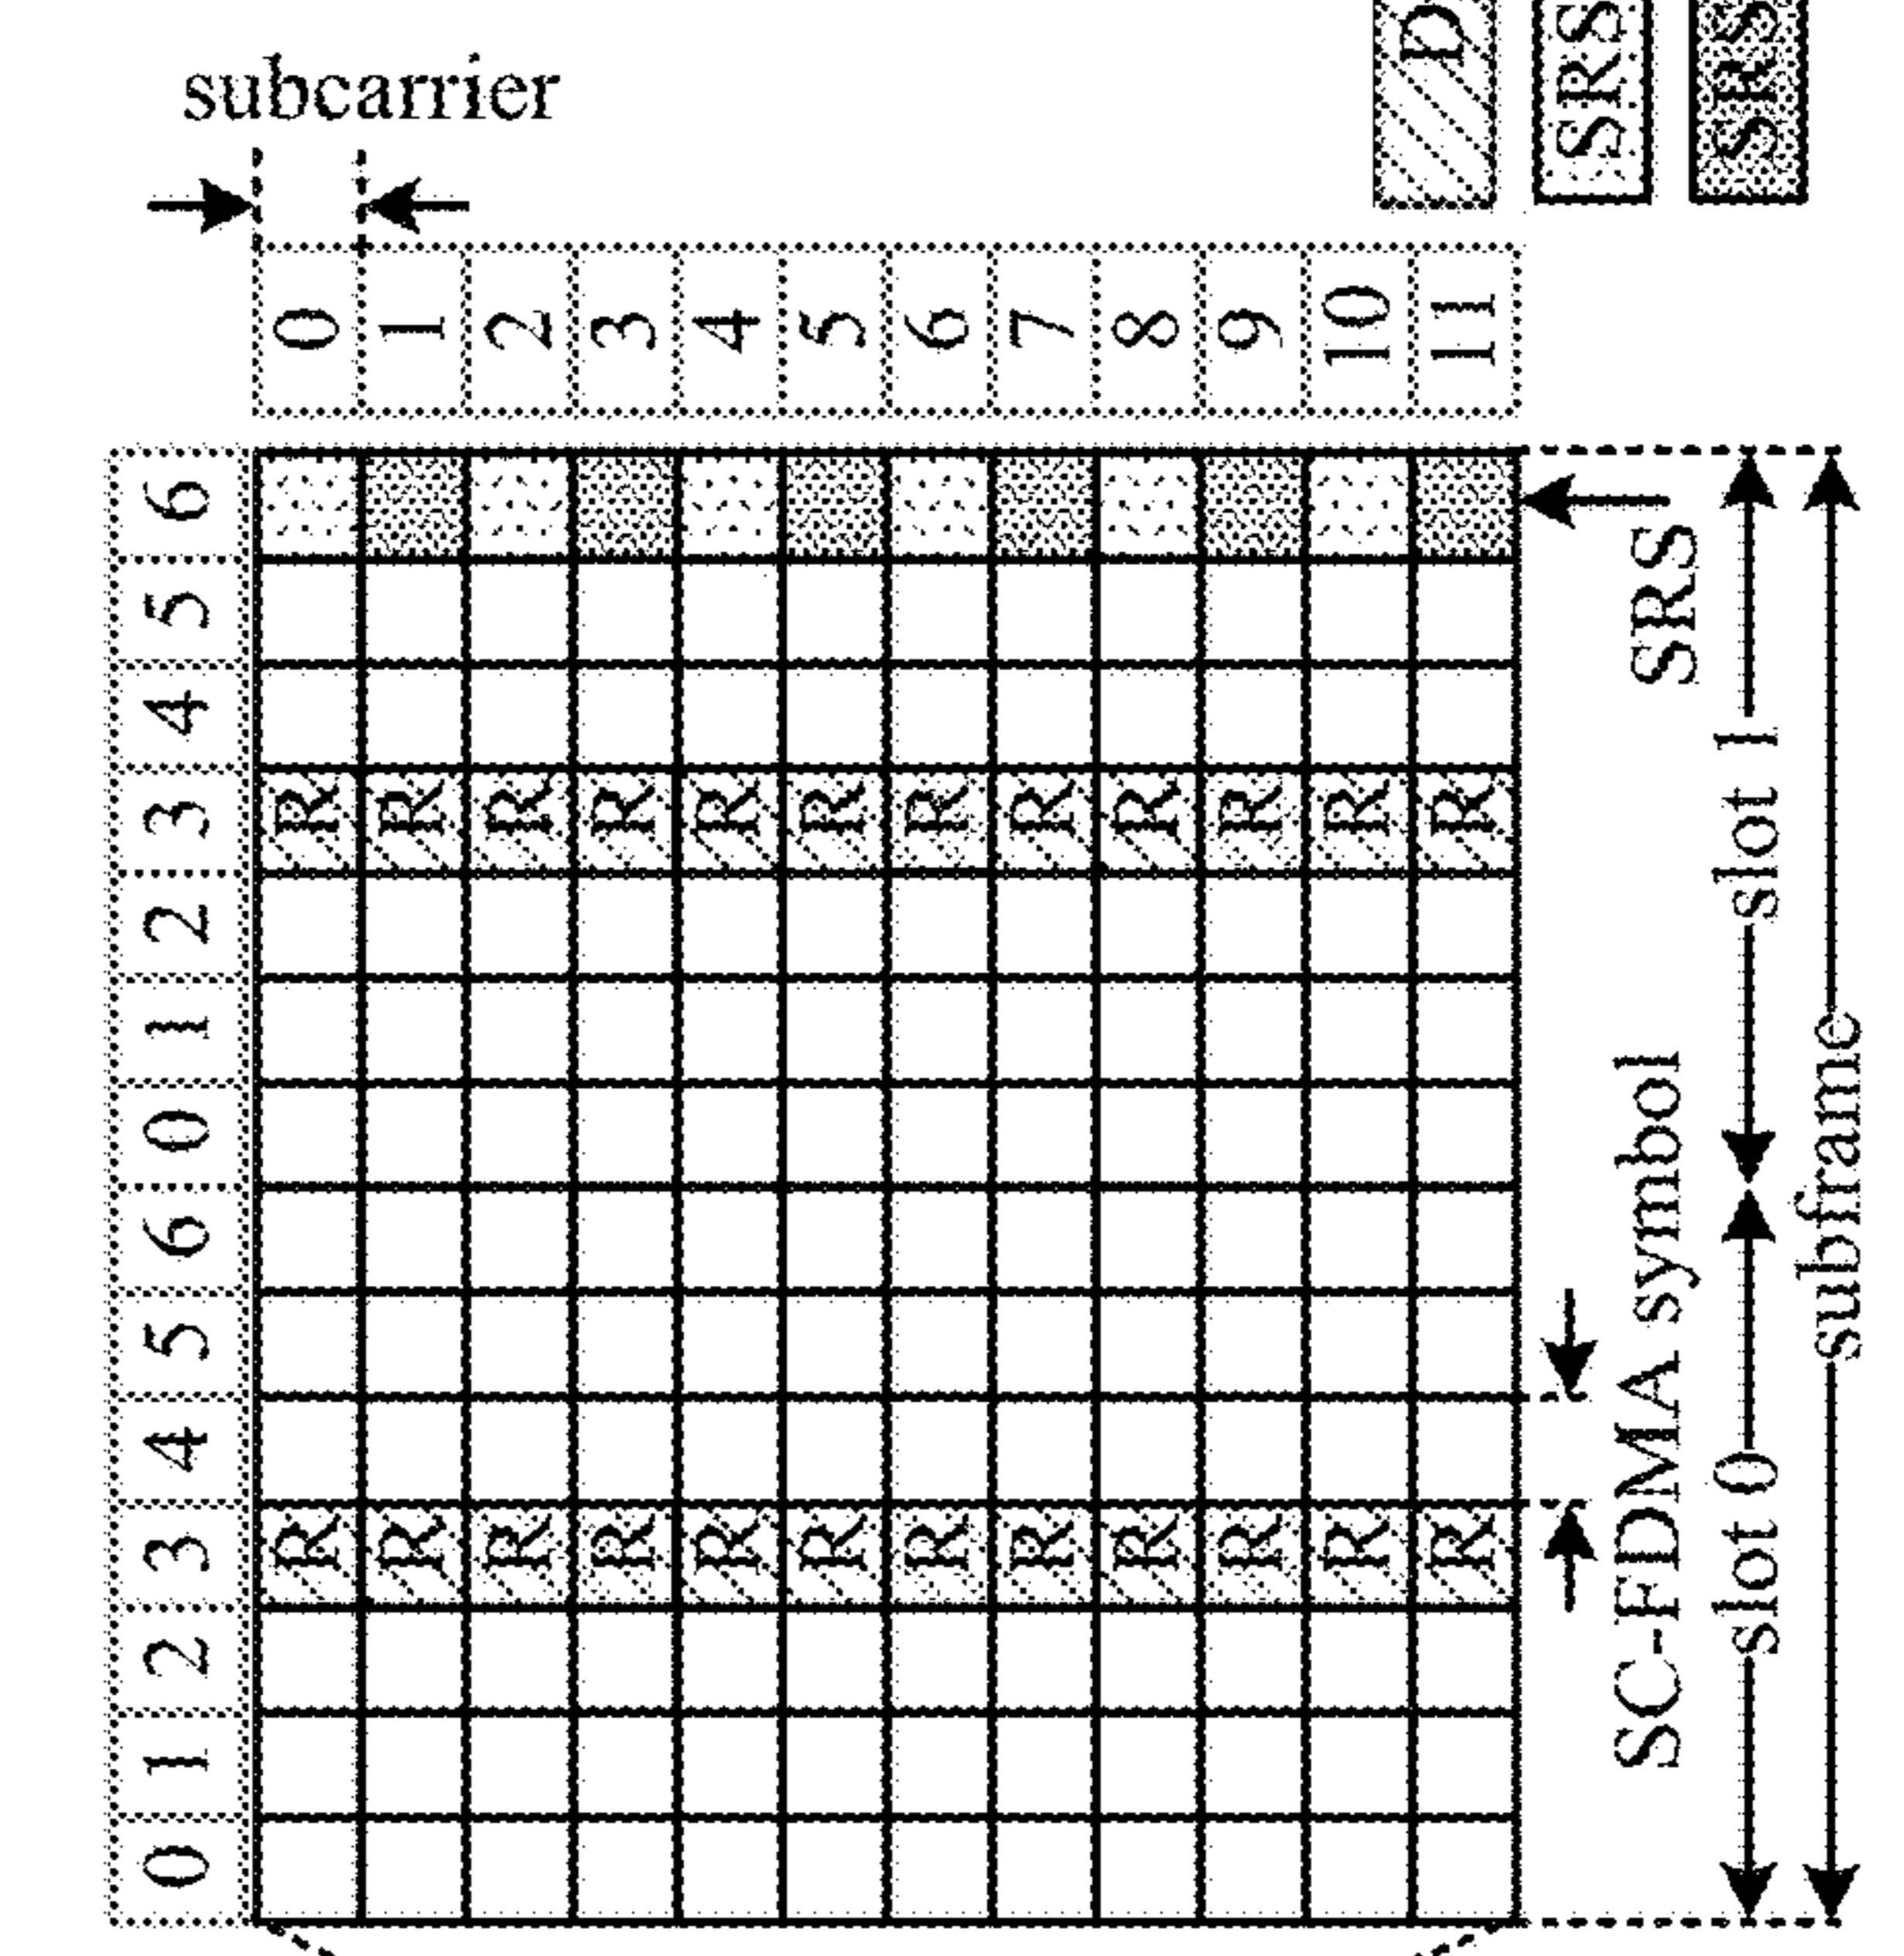 subcarrier
0 1 2 3 4 5 6 0 1 2 3 4 5 6
R R 0
R R 1
R R 2
R R 3
R R 4
R R 5
R R 6
R R 7
R R 8
R R 9
R R 10
R R 11
SC-FDMA symbol
SRS
slot 0
slot 1
subframe
D
SRS
SRS